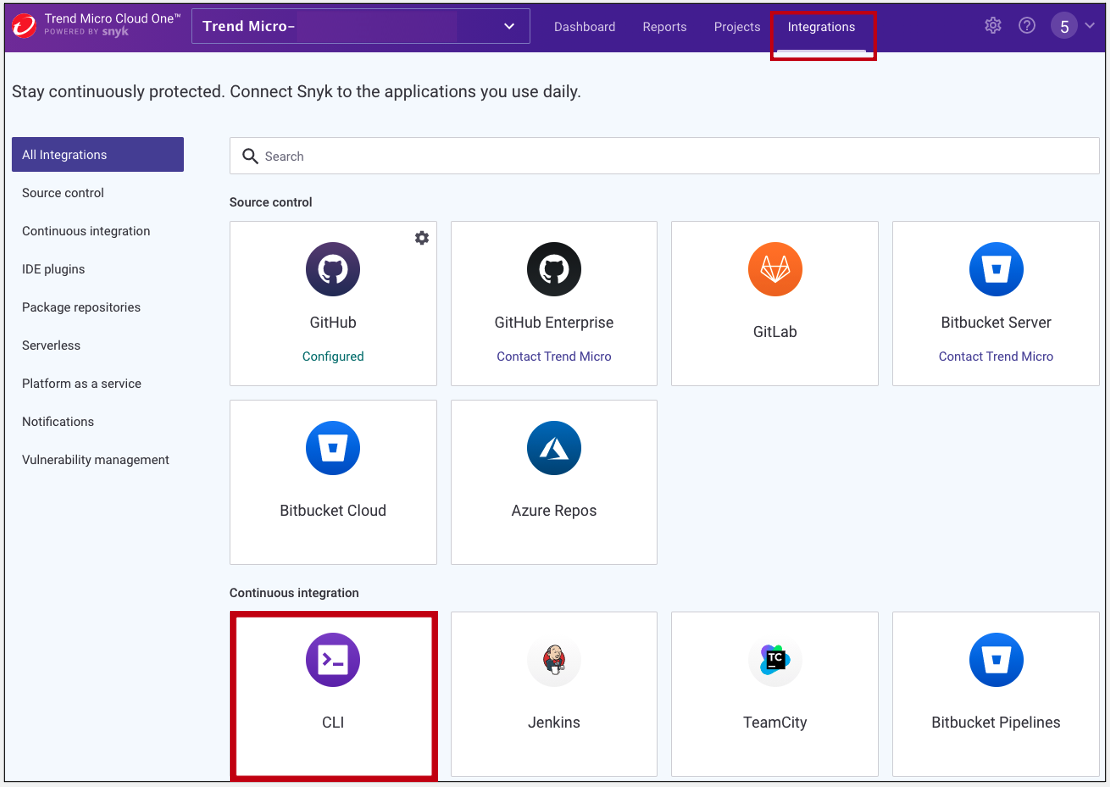 Trend Micro Cloud One™
POWERED BY snyk
Trend Micro-
Dashboard
Reports
Projects
Integrations
5
Stay continuously protected. Connect Snyk to the applications you use daily.
All Integrations
Source control
Continuous integration
IDE plugins
Package repositories
Serverless
Platform as a service
Notifications
Vulnerability management
Search
Source control
GitHub
Configured
GitHub Enterprise
Contact Trend Micro
GitLab
Bitbucket Server
Contact Trend Micro
Bitbucket Cloud
Azure Repos
Continuous integration
CLI
Jenkins
TC
TeamCity
Bitbucket Pipelines